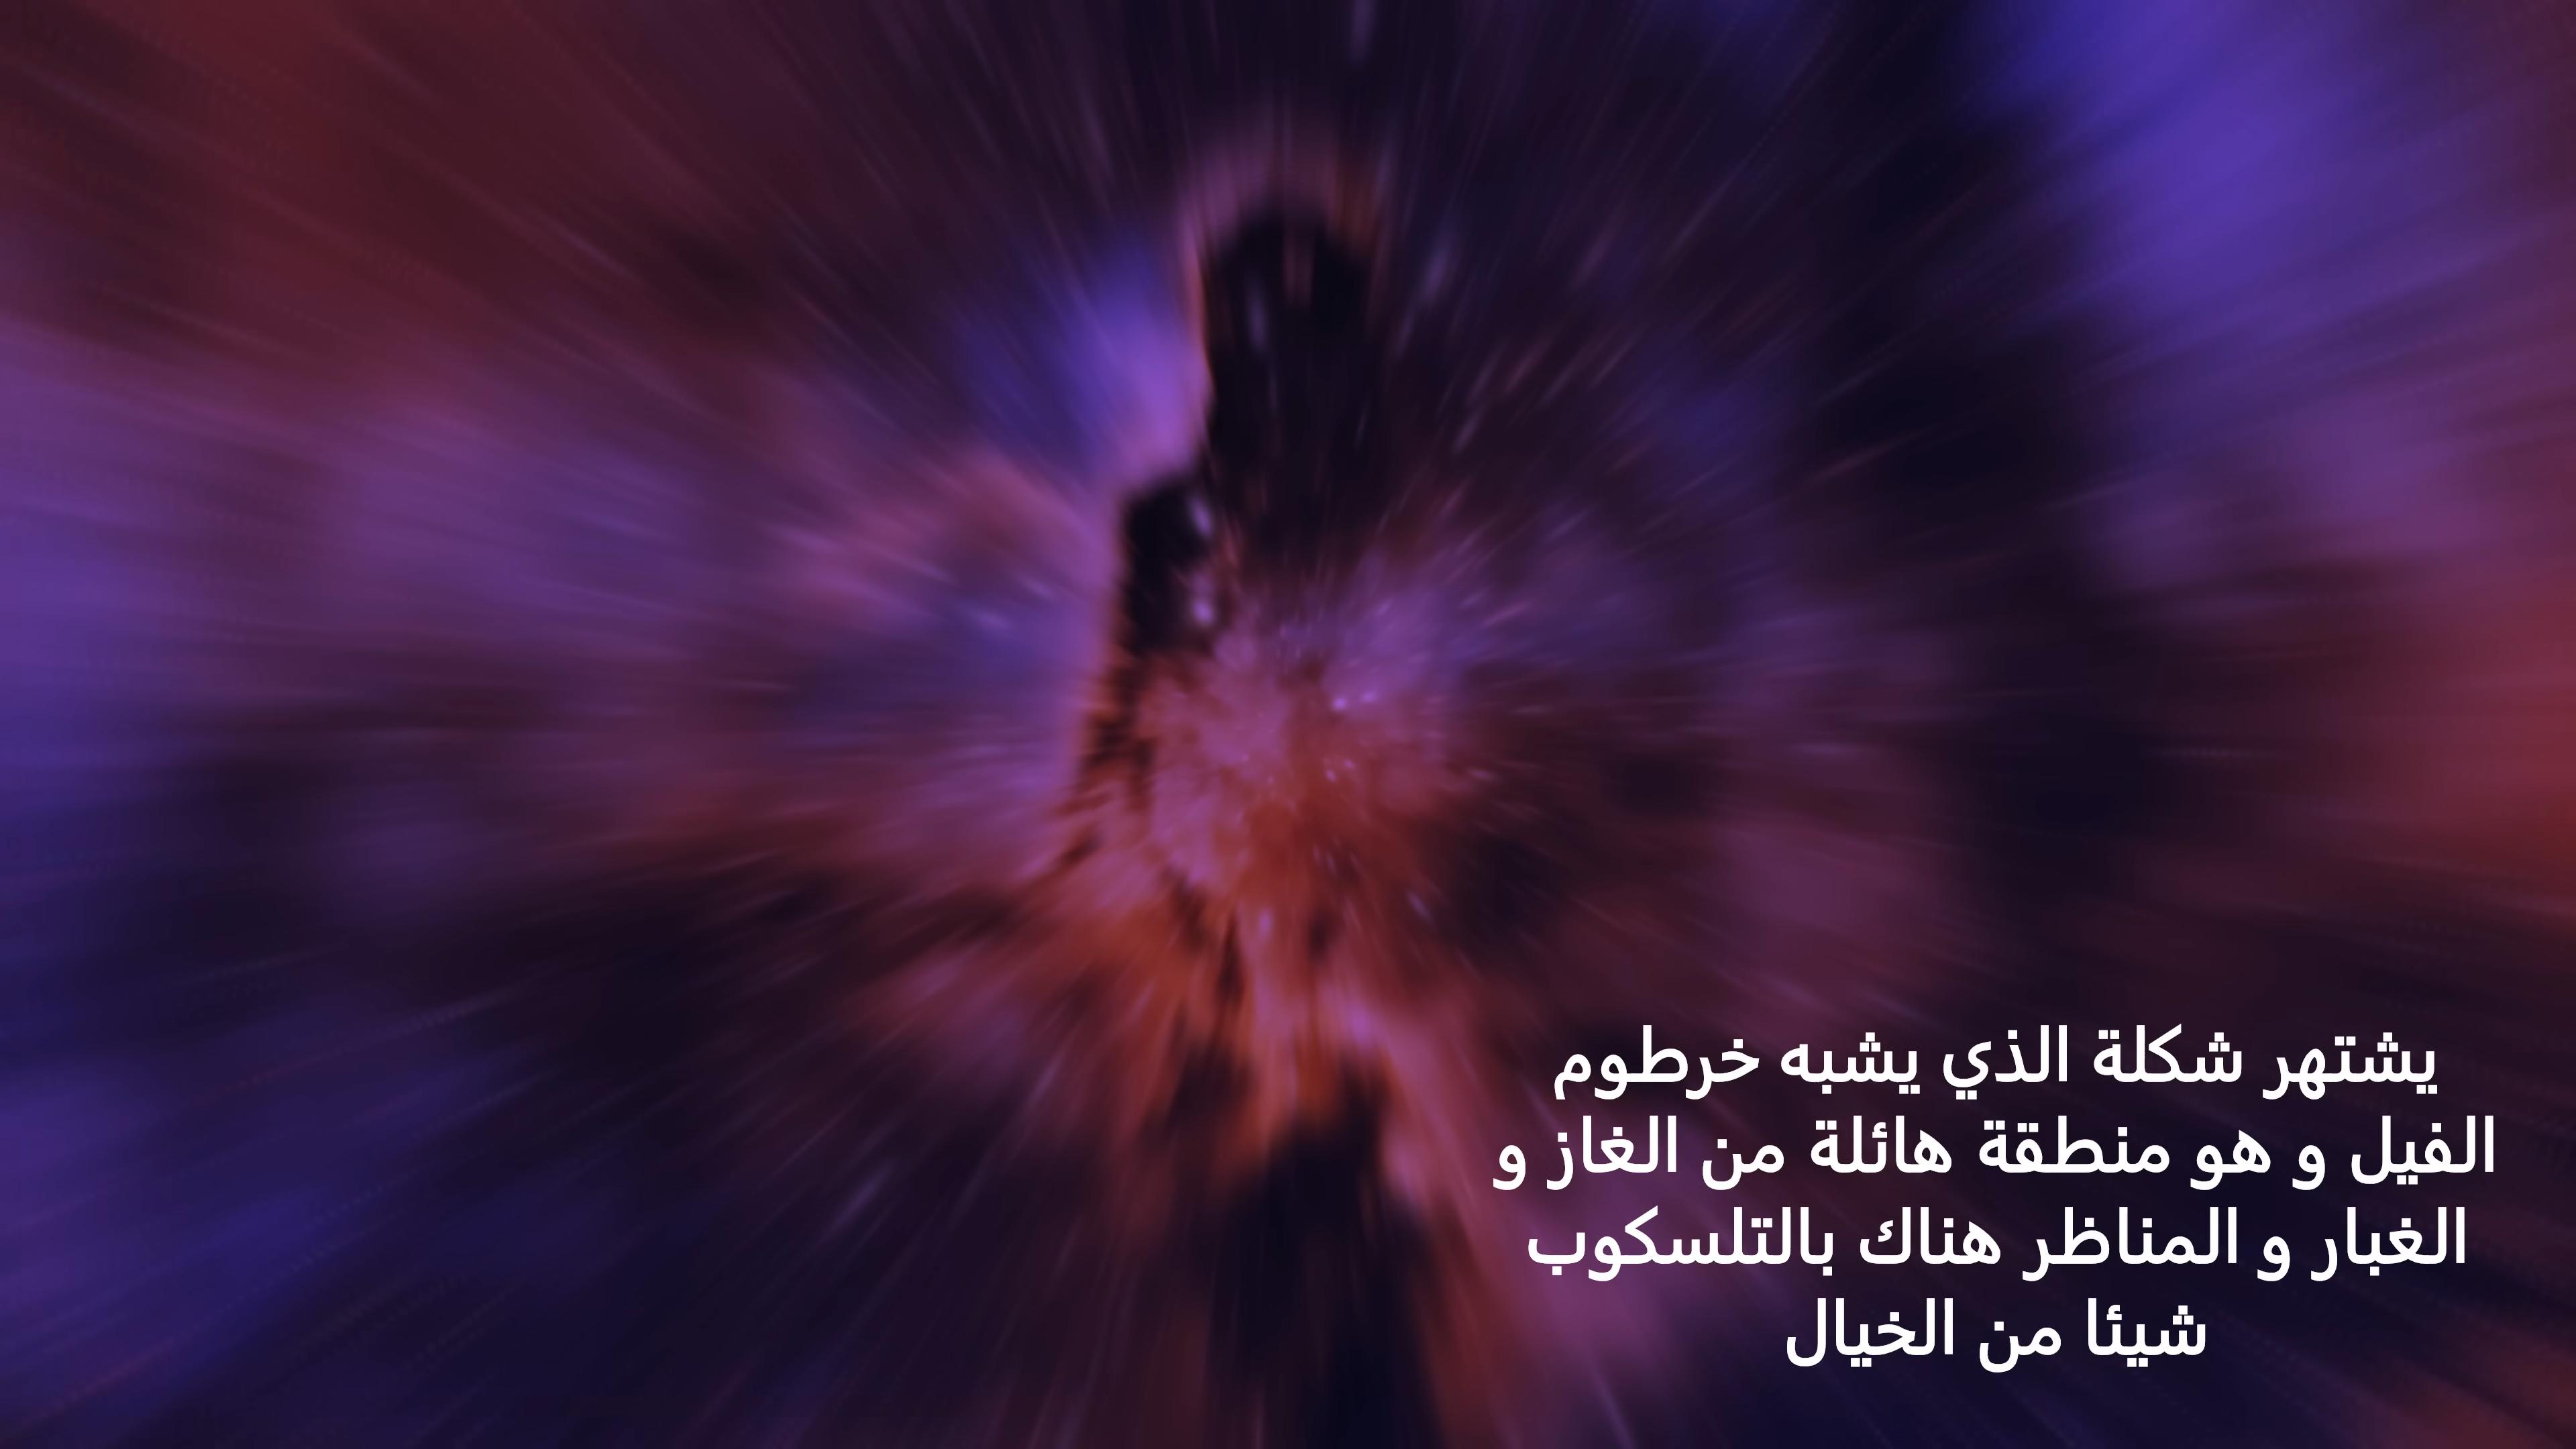 يشتهر شكلة الذي يشبه خرطوم
الفيل و هو منطقة هائلة من الغاز و
الغبار و المناظر هناك بالتلسكوب
شيئا من الخيال